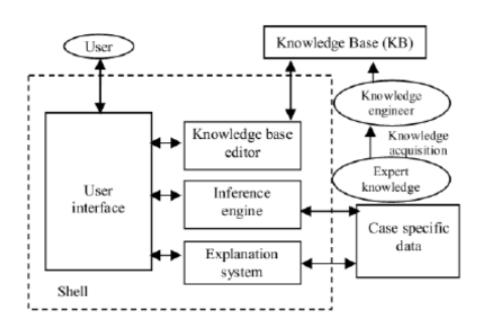 User
Knowledge Base (KB)
Knowledge
engineer
Knowledge base
editor
Knowledge
acquisition
User
interface
Inference
engine
Expert
knowledge
Case specific
data
Explanation
system
Shell